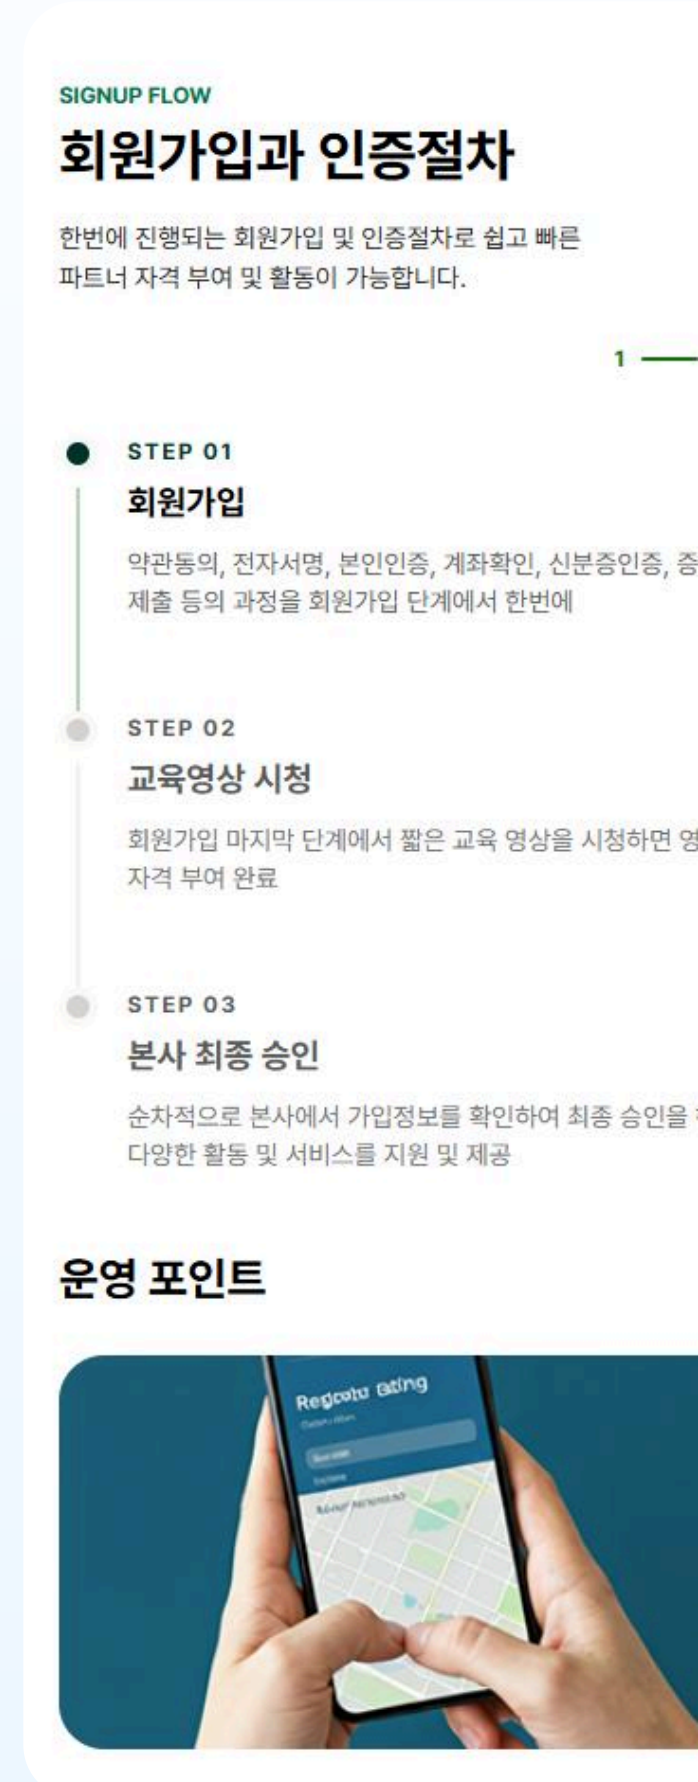 SIGNUP FLOW
회원가입과 인증절차
한번에 진행되는 회원가입 및 인증절차로 쉽고 빠른
파트너 자격 부여 및 활동이 가능합니다.
1
STEP 01
회원가입
약관동의, 전자서명, 본인인증, 계좌확인, 신분증인증, 증
제출 등의 과정을 회원가입 단계에서 한번에
STEP 02
교육영상 시청
회원가입 마지막 단계에서 짧은 교육 영상을 시청하면 영
자격 부여 완료
STEP 03
본사 최종 승인
순차적으로 본사에서 가입정보를 확인하여 최종 승인을
다양한 활동 및 서비스를 지원 및 제공
운영 포인트